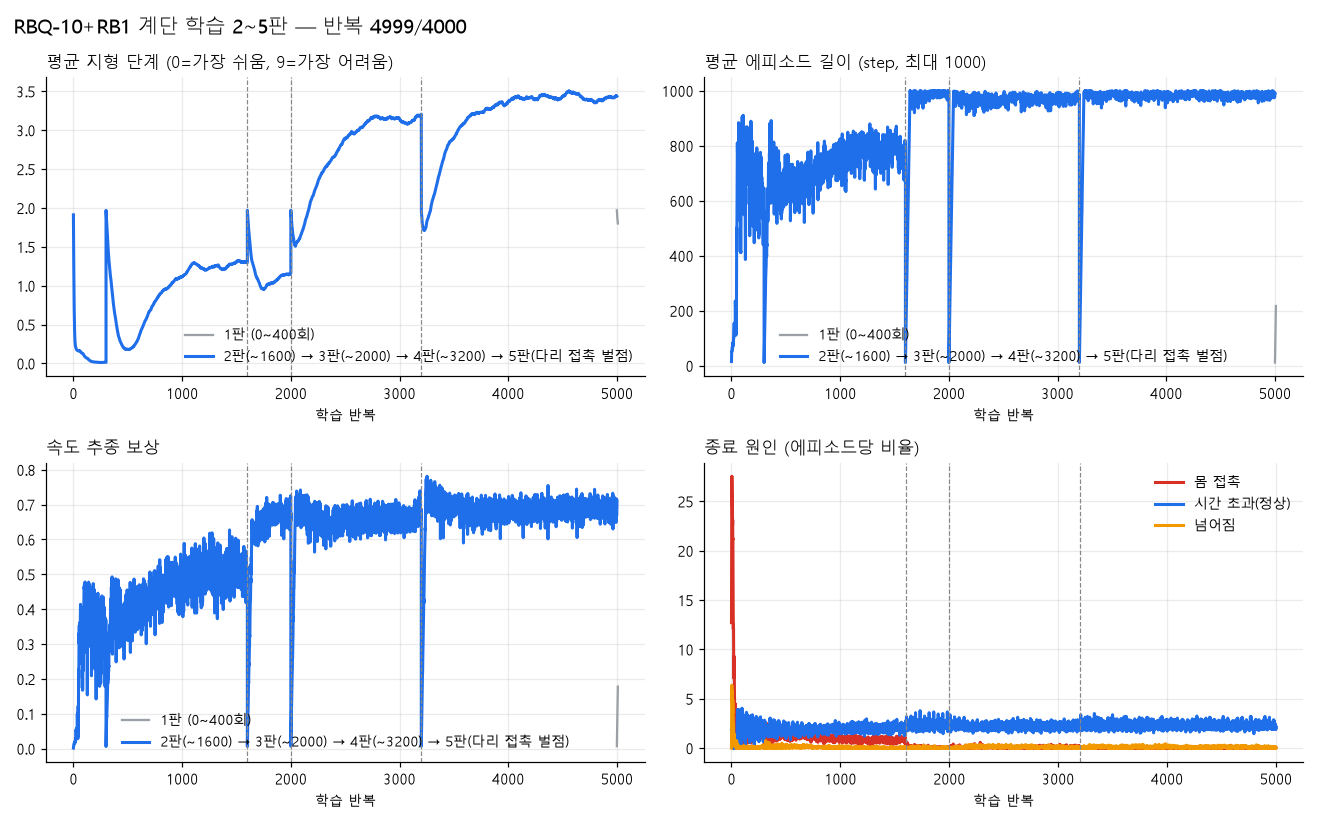 RBQ-10+RB1 계단 학습 2~5판 — 반복 4999/4000
평균 지형 단계 (0=가장 쉬움, 9=가장 어려움)
3.5
3.0
2.5
2.0
1.5
1.0
0.5
0.0
1판 (0~400회)
2판(~1600) → 3판(~2000) → 4판(~3200) → 5판(다리 접촉 벌점)
0 1000 2000 3000 4000 5000
학습 반복
평균 에피소드 길이 (step, 최대 1000)
1000
800
600
400
200
0
1판 (0~400회)
2판(~1600) → 3판(~2000) → 4판(~3200) → 5판(다리 접촉 벌점)
0 1000 2000 3000 4000 5000
학습 반복
속도 추종 보상
0.8
0.7
0.6
0.5
0.4
0.3
0.2
0.1
0.0
1판 (0~400회)
2판(~1600) → 3판(~2000) → 4판(~3200) → 5판(다리 접촉 벌점)
0 1000 2000 3000 4000 5000
학습 반복
종료 원인 (에피소드당 비율)
25
20
15
10
5
0
몸 접촉
시간 초과(정상)
넘어짐
0 1000 2000 3000 4000 5000
학습 반복